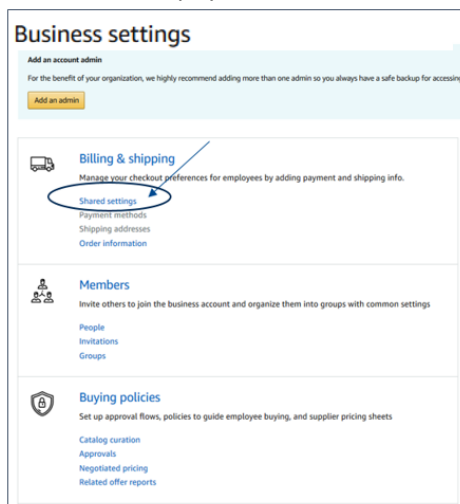 Business settings
Add an account admin
For the benefit of your organization, we highly recommend adding more than one admin so you always have a safe backup for accessing
Add an admin
Billing & shipping
Manage your checkout preferences for employees by adding payment and shipping info.
Shared settings
Payment methods
Shipping addresses
Order information
Members
Invite others to join the business account and organize them into groups with common settings
People
Invitations
Groups
Buying policies
Set up approval flows, policies to guide employee buying, and supplier pricing sheets
Catalog curation
Approvals
Negotiated pricing
Related offer reports